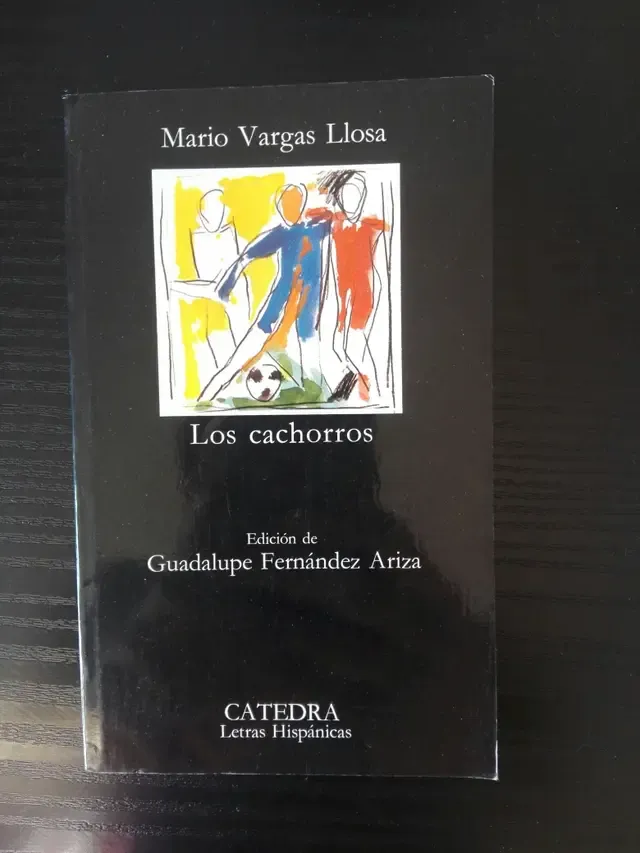 Mario Vargas Llosa
Los cachorros
Edición de
Guadalupe Fernández Ariza
CATEDRA
Letras Hispánicas